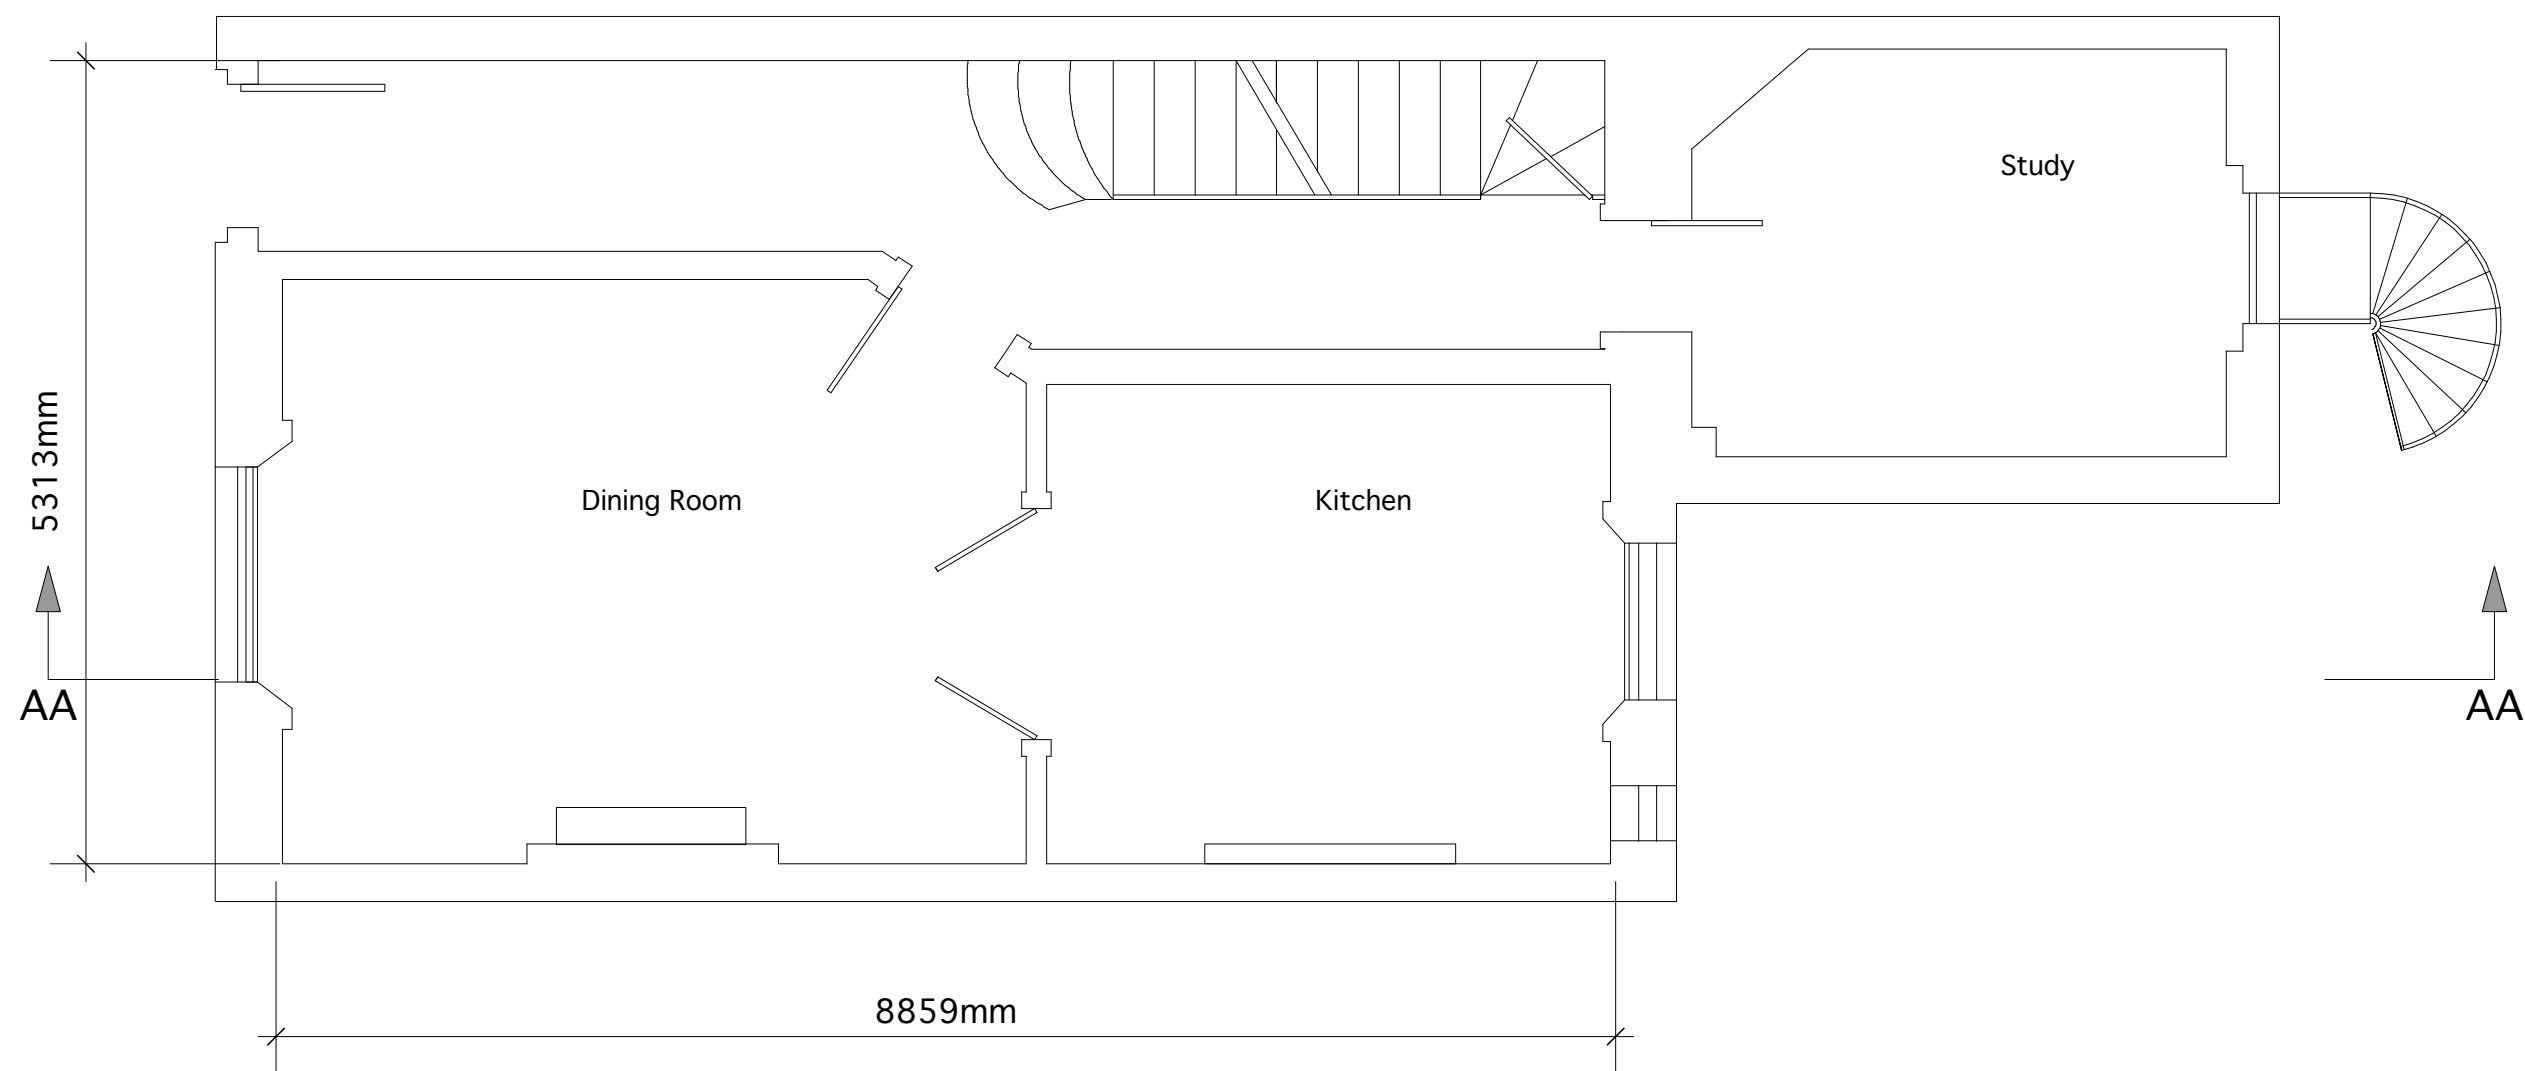 Study
5313mm
Dining Room
Kitchen
AA
AA
8859mm